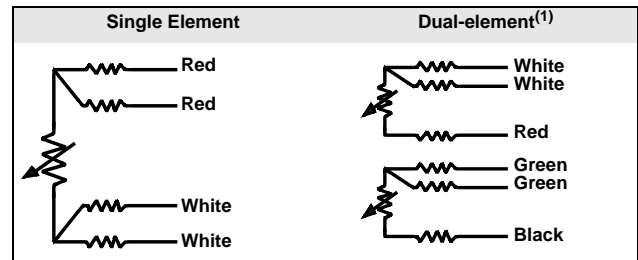 Single Element
Dual-element(1)
Red
Red
White
White
White
White
Red
Green
Green
Black